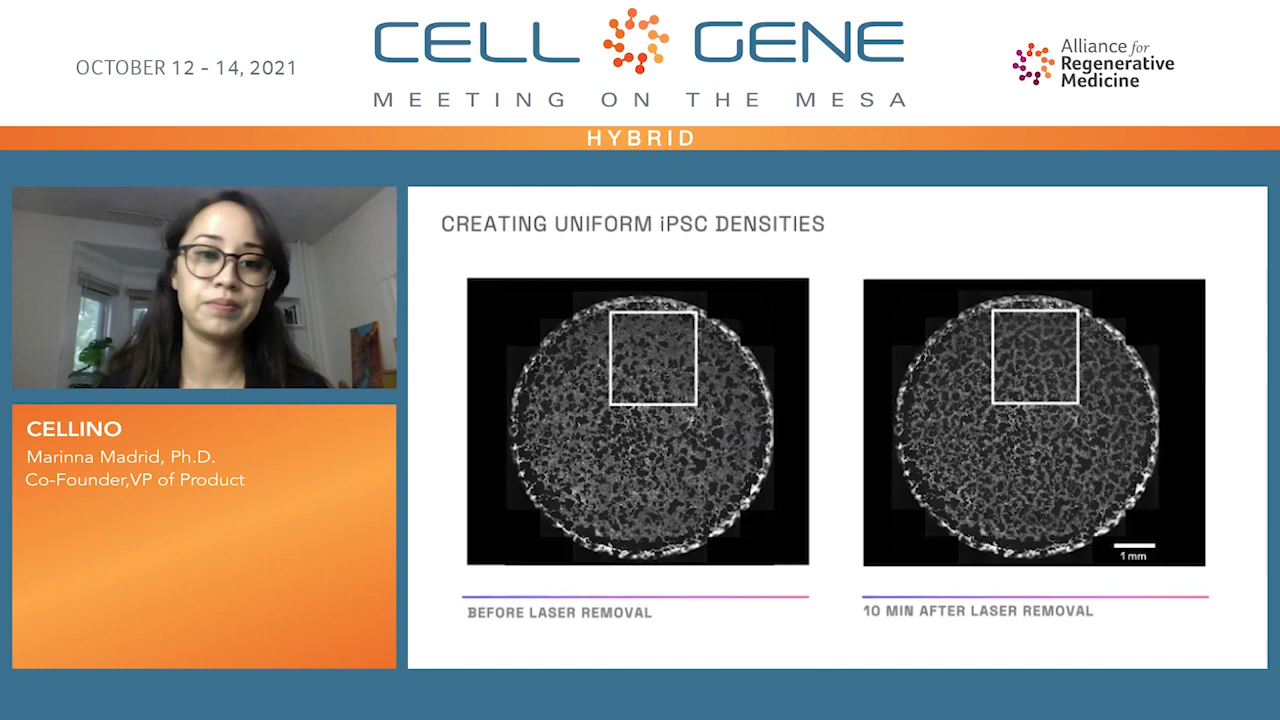 OCTOBER 12 - 14, 2021
CELL GENE
MEETING ON THE MESA
Alliance for
Regenerative
Medicine
HYBRID
CELLINO
Marinna Madrid, Ph.D.
Co-Founder,VP of Product
CREATING UNIFORM iPSC DENSITIES
1 mm
BEFORE LASER REMOVAL
10 MIN AFTER LASER REMOVAL